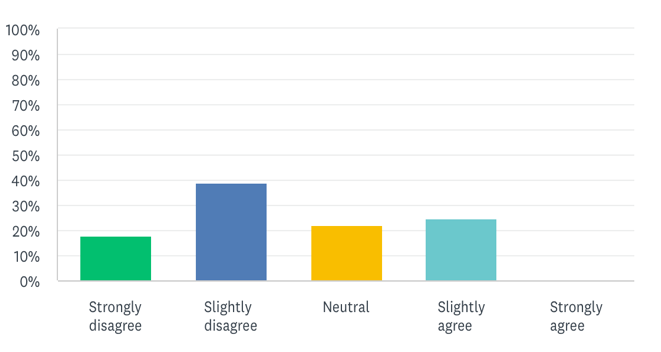 100%
90%
80%
70%
60%
50%
40%
30%
20%
10%
0%
Strongly
disagree
Slightly
disagree
Neutral
Slightly
agree
Strongly
agree